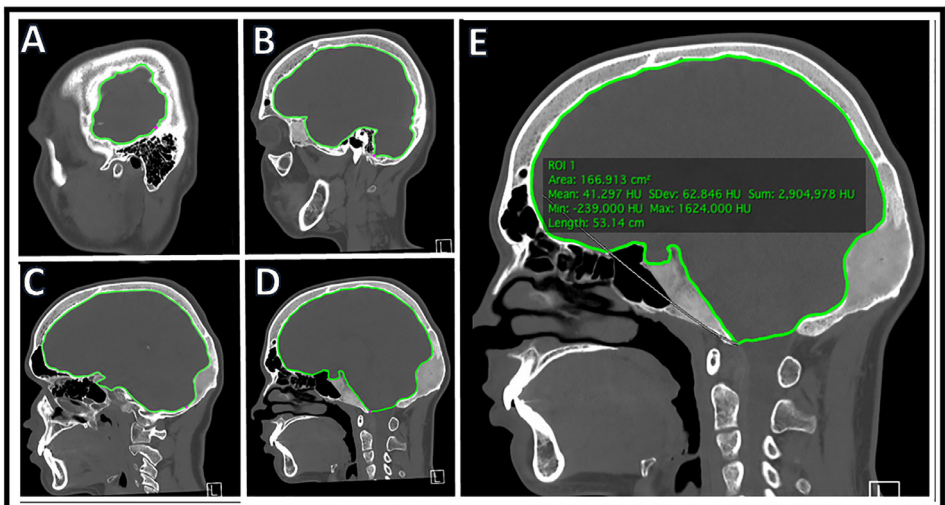 A
B
E
ROI 1
Area: 166.913 cm²
Mean: 41.297 HU SDev: 62.846 HU Sum: 2,904,978 HU
Min: -239.000 HU Max: 1624.000 HU
Length: 53.14 cm
L
C
D
L
L
L